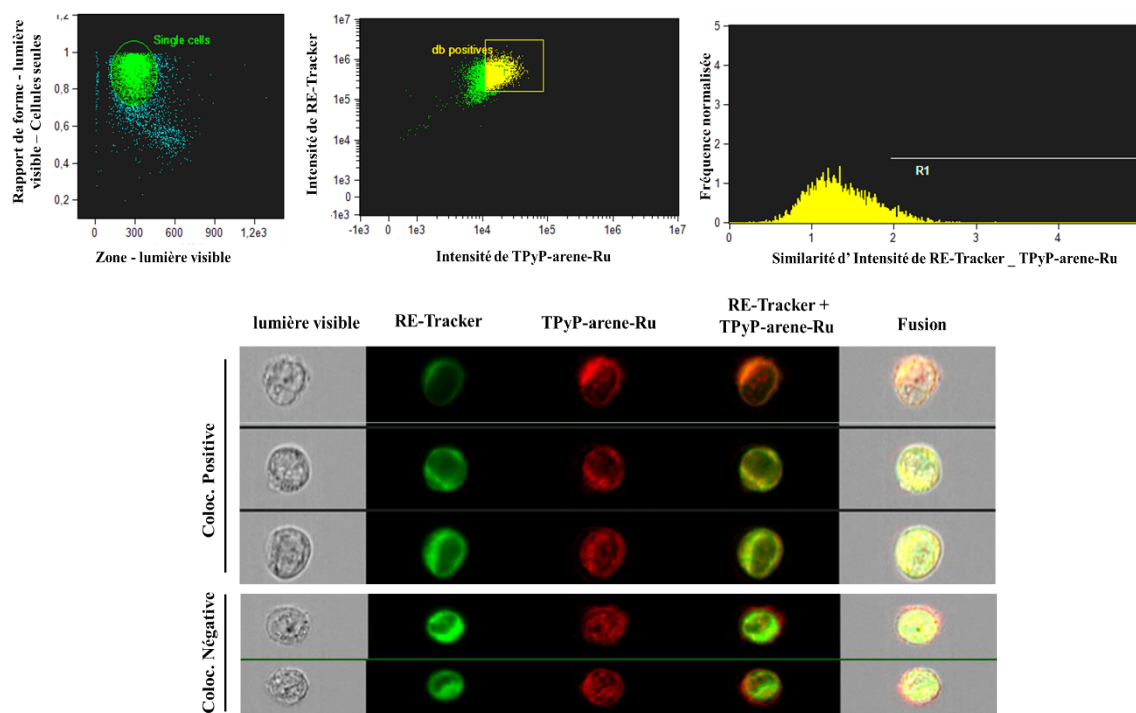 Rapport de forme - lumière
visible – Cellules seules
1,2
1
0,8
0,6
0,4
0,2
Single cells
0
300
600
900
1,2e3
Zone - lumière visible
Intensité de RE-Tracker
1e7
1e6
1e5
1e4
1e3
0
-1e3
db positives
-1e3
0
1e3
1e4
1e5
1e6
1e7
Intensité de TPyP-arene-Ru
Fréquence normalisée
5
4
3
2
1
0
R1
0
1
2
3
4
Similarité d' Intensité de RE-Tracker _ TPyP-arene-Ru
lumière visible
RE-Tracker
TPyP-arene-Ru
RE-Tracker +
TPyP-arene-Ru
Fusion
Coloc. Positive
Coloc. Négative